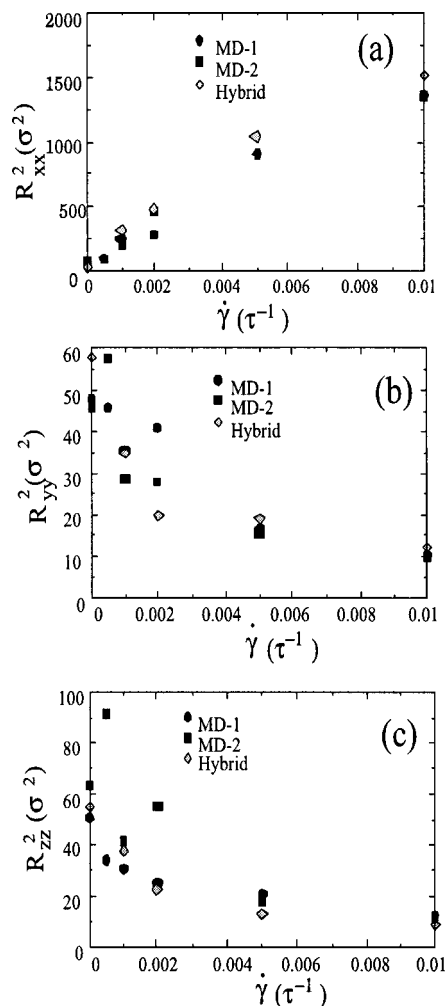 2000
1500
1000
500
0
R²xx (σ²)
MD-1
MD-2
Hybrid
(a)
0 0.002 0.004 0.006 0.008 0.01
γ̇ (τ⁻¹)
60
50
40
30
20
10
0
R²yy (σ²)
MD-1
MD-2
Hybrid
(b)
0 0.002 0.004 0.006 0.008 0.01
γ̇ (τ⁻¹)
100
80
60
40
20
0
R²zz (σ²)
MD-1
MD-2
Hybrid
(c)
0 0.002 0.004 0.006 0.008 0.01
γ̇ (τ⁻¹)